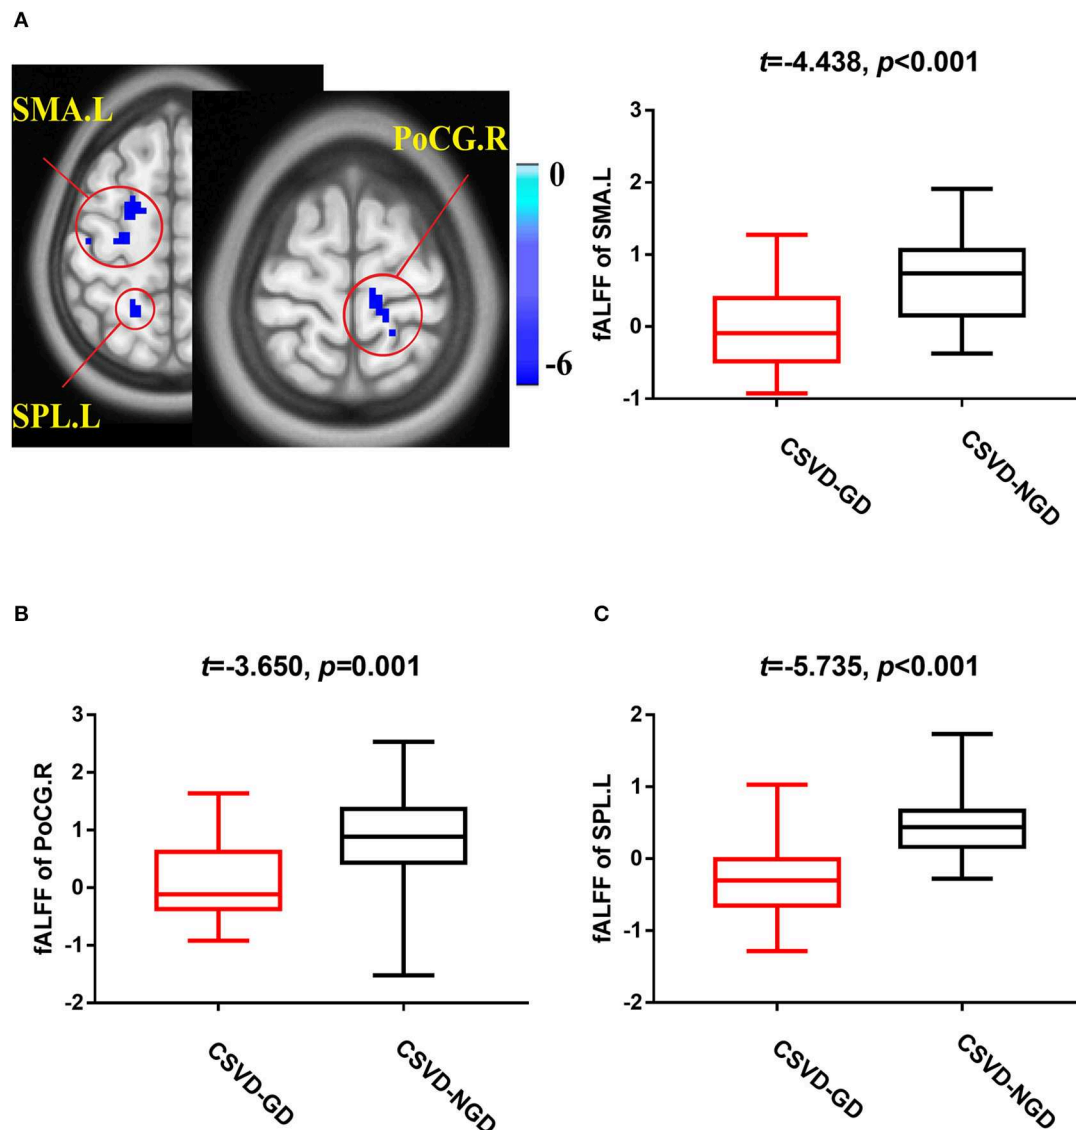 A
SMA.L
PoCG.R
SPL.L
0
-6
t=-4.438, p<0.001
fALFF of SMA.L
3
2
1
0
-1
CSVD-GD
CSVD-NGD
B
t=-3.650, p=0.001
fALFF of PoCG.R
3
2
1
0
-1
-2
CSVD-GD
CSVD-NGD
C
t=-5.735, p<0.001
fALFF of SPL.L
2
1
0
-1
-2
CSVD-GD
CSVD-NGD